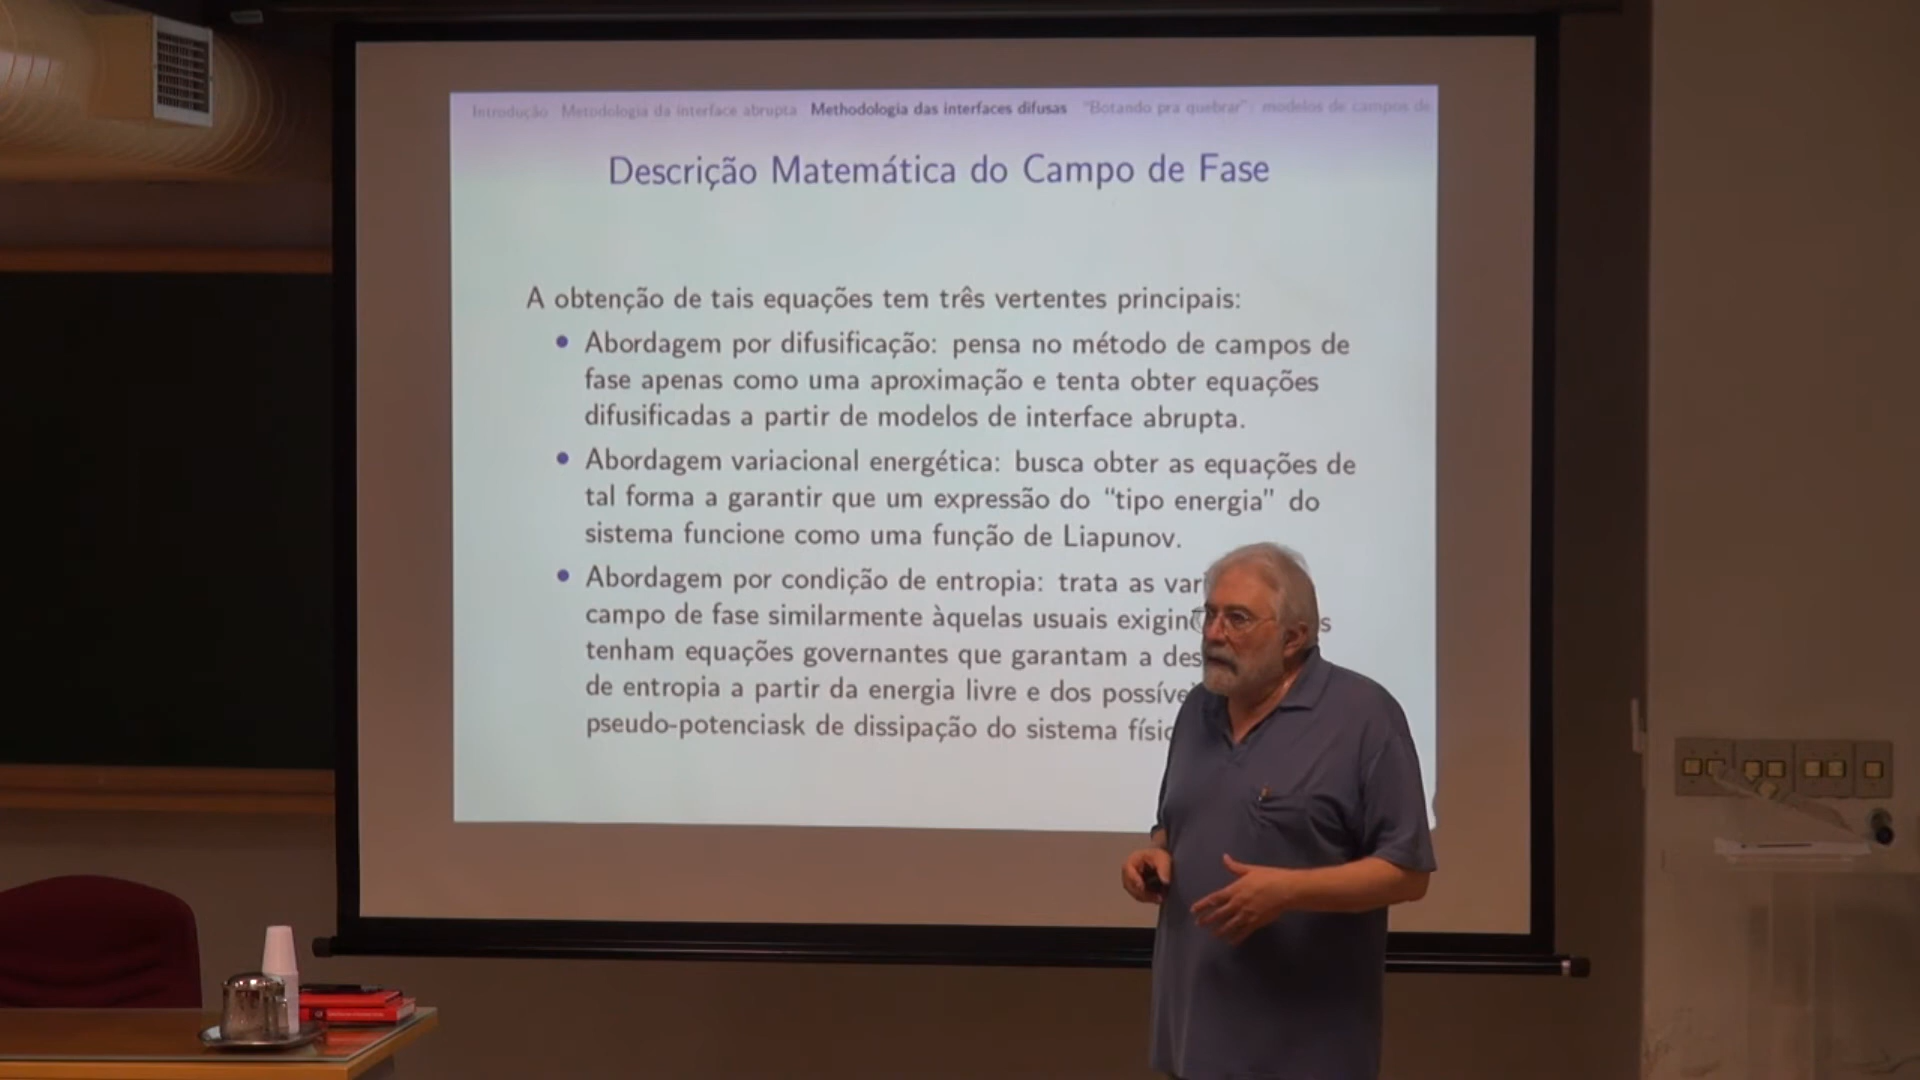 Introdução Metodologia da interface abrupta Methodologia das interfaces difusas "Botando pra quebrar": modelos de campos de
Descrição Matemática do Campo de Fase
A obtenção de tais equações tem três vertentes principais:
• Abordagem por difusificação: pensa no método de campos de
fase apenas como uma aproximação e tenta obter equações
difusificadas a partir de modelos de interface abrupta.
• Abordagem variacional energética: busca obter as equações de
tal forma a garantir que um expressão do "tipo energia" do
sistema funcione como uma função de Liapunov.
• Abordagem por condição de entropia: trata as
campo de fase similarmente àquelas usuais
tenham equações governantes que garantam a
de entropia a partir da energia livre e dos
pseudo-potenciask de dissipação do sistema